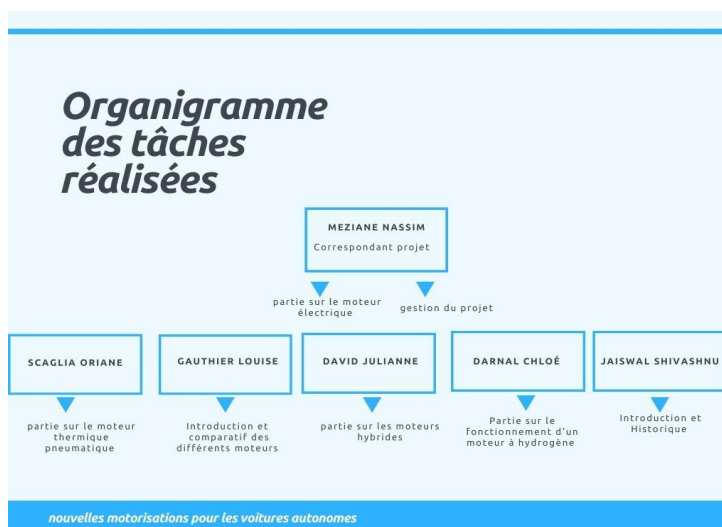 Organigramme
des tâches
réalisées
MEZIANE NASSIM
Correspondant projet
partie sur le moteur
électrique
gestion du projet
SCAGLIA ORIANE
GAUTHIER LOUISE
DAVID JULIANNE
DARNAL CHLOÉ
JAISWAL SHIVASHNU
partie sur le moteur
thermique
pneumatique
Introduction et
comparatif des
différents moteurs
partie sur les moteurs
hybrides
Partie sur le
fonctionnement d'un
moteur à hydrogène
Introduction et
Historique
nouvelles motorisations pour les voitures autonomes